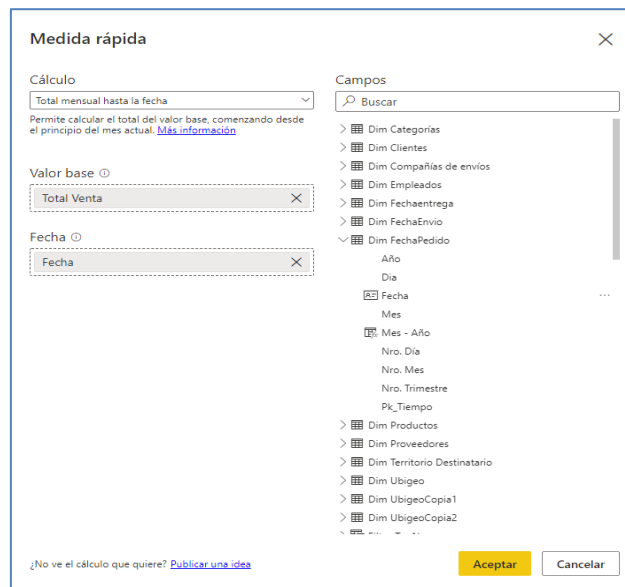 Medida rápida
Cálculo
Total mensual hasta la fecha
Permite calcular el total del valor base, comenzando desde
el principio del mes actual. Más información
Valor base
Total Venta
Fecha
Fecha
Campos
Buscar
Dim Categorías
Dim Clientes
Dim Compañías de envíos
Dim Empleados
Dim Fechaentrega
Dim FechaEnvio
Dim FechaPedido
Año
Dia
Fecha
Mes
Mes - Año
Nro. Día
Nro. Mes
Nro. Trimestre
Pk_Tiempo
Dim Productos
Dim Proveedores
Dim Territorio Destinatario
Dim Ubigeo
Dim UbigeoCopia1
Dim UbigeoCopia2
¿No ve el cálculo que quiere? Publicar una idea
Aceptar
Cancelar